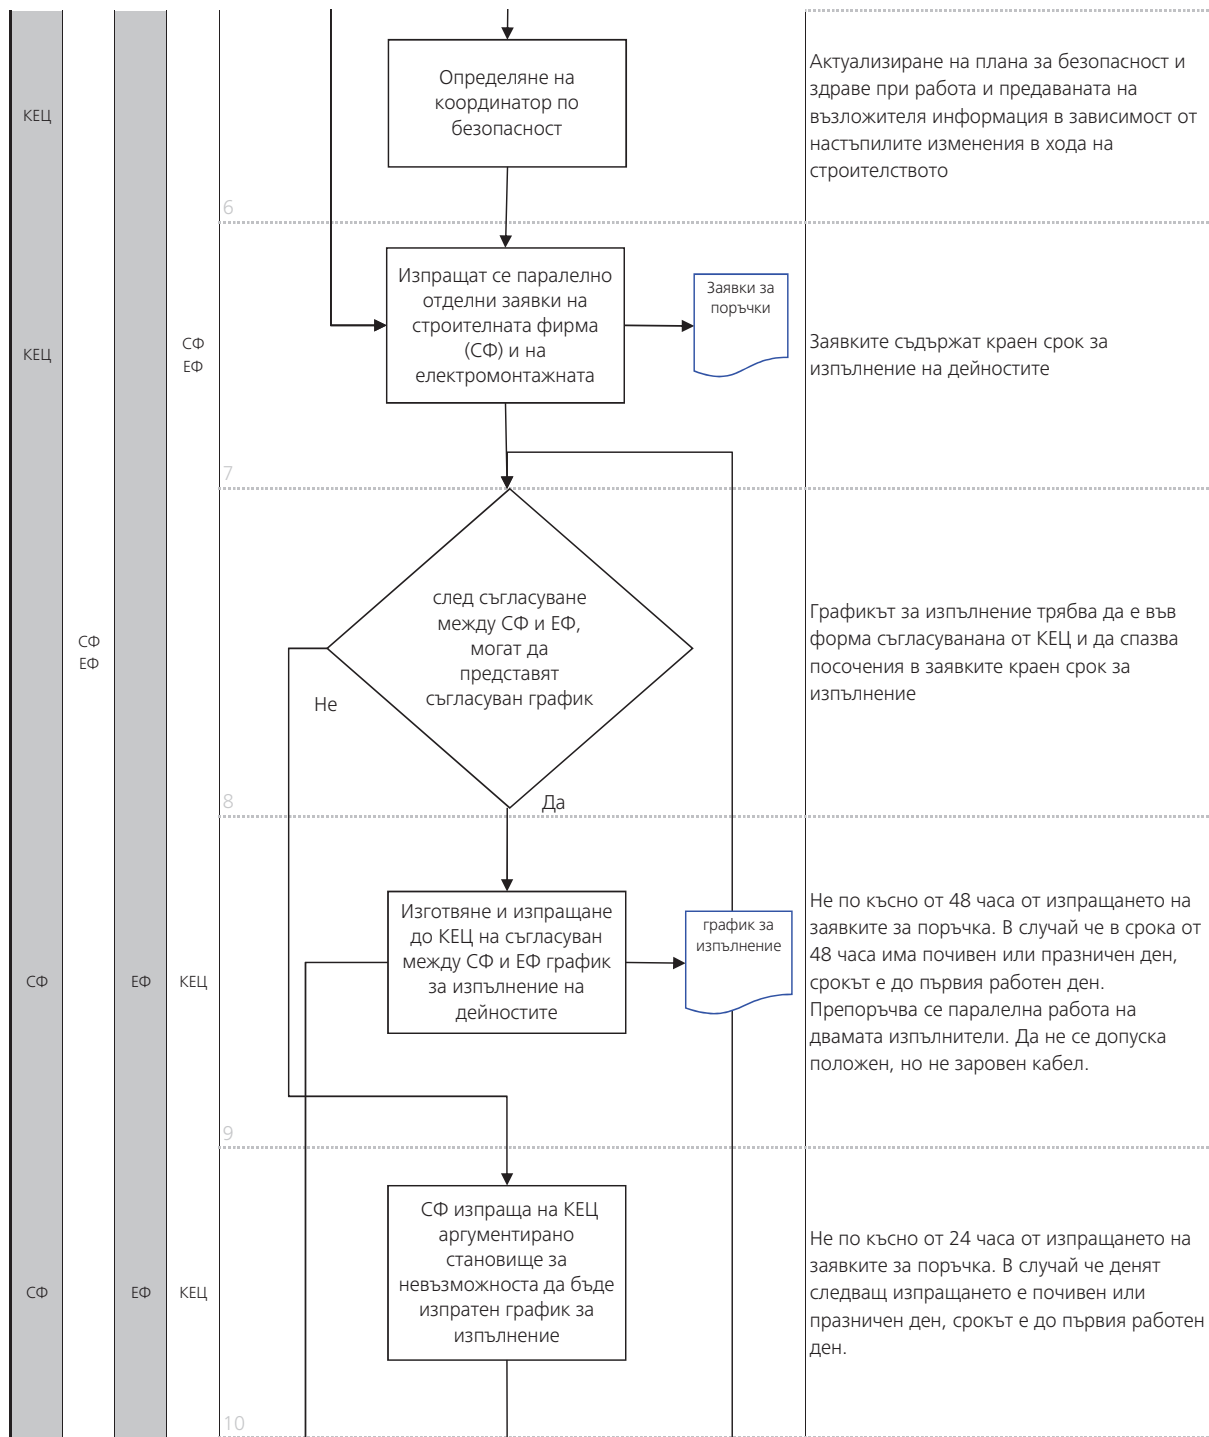 КЕЦ
Определяне на
координатор по
безопасност
Актуализиране на плана за безопасност и
здраве при работа и предаваната на
възложителя информация в зависимост от
настъпилите изменения в хода на
строителството
6
КЕЦ
СФ
ЕФ
Изпращат се паралелно
отделни заявки на
строителната фирма
(СФ) и на
електромонтажната
Заявки за
поръчки
Заявките съдържат краен срок за
изпълнение на дейностите
7
СФ
ЕФ
след съгласуване
между СФ и ЕФ,
могат да
представят
съгласуван график
Не
Да
Графикът за изпълнение трябва да е във
форма съгласуванана от КЕЦ и да спазва
посочения в заявките краен срок за
изпълнение
8
СФ
ЕФ
КЕЦ
Изготвяне и изпращане
до КЕЦ на съгласуван
между СФ и ЕФ график
за изпълнение на
дейностите
график за
изпълнение
Не по късно от 48 часа от изпращането на
заявките за поръчка. В случай че в срока от
48 часа има почивен или празничен ден,
срокът е до първия работен ден.
Препоръчва се паралелна работа на
двамата изпълнители. Да не се допуска
положен, но не заровен кабел.
9
СФ
ЕФ
КЕЦ
СФ изпраща на КЕЦ
аргументирано
становище за
невъзможноста да бъде
изпратен график за
изпълнение
Не по късно от 24 часа от изпращането на
заявките за поръчка. В случай че денят
следващ изпращането е почивен или
празничен ден, срокът е до първия работен
ден.
10